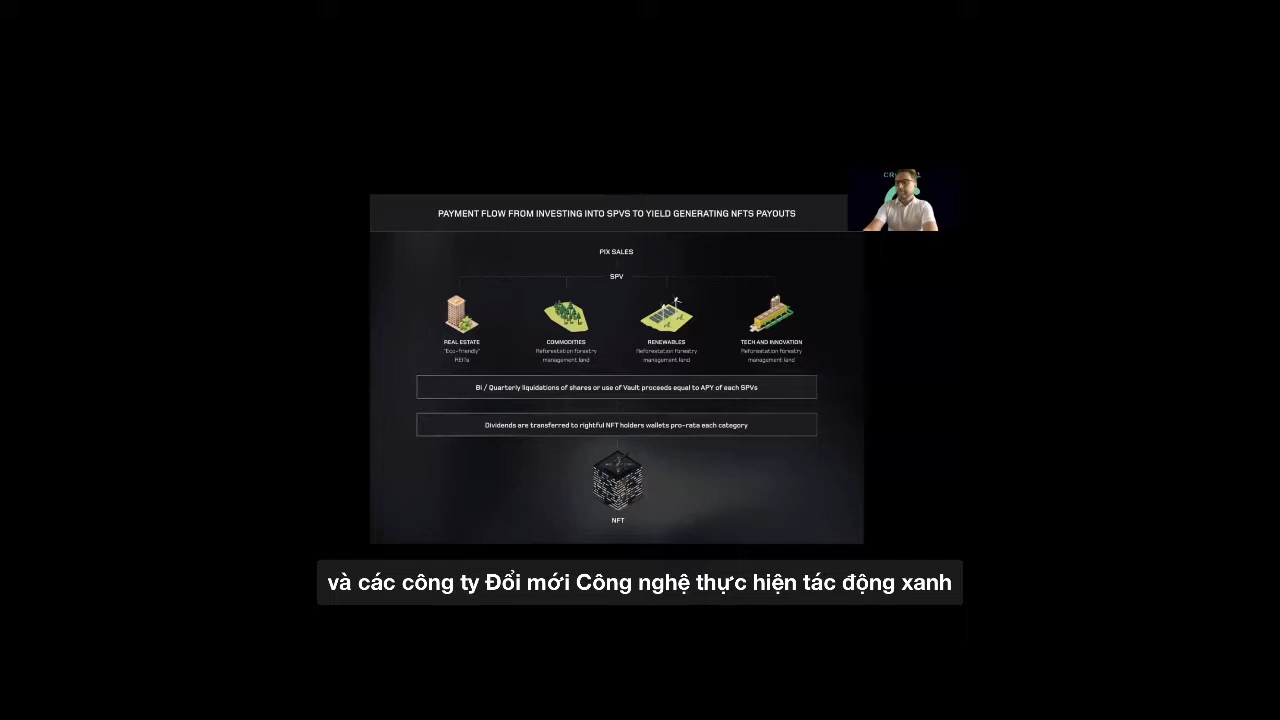 PAYMENT FLOW FROM INVESTING INTO SPVS TO YIELD GENERATING NFTS PAYOUTS
PIX SALES
SPV
REAL ESTATE
"Eco-friendly"
REITs
COMMODITIES
Reforestation forestry
management land
RENEWABLES
Reforestation forestry
management land
TECH AND INNOVATION
Reforestation forestry
management land
Bi / Quarterly liquidations of shares or use of Vault proceeds equal to APY of each SPVs
Dividends are transferred to rightful NFT holders wallets pro-rata each category
NFT
và các công ty Đổi mới Công nghệ thực hiện tác động xanh